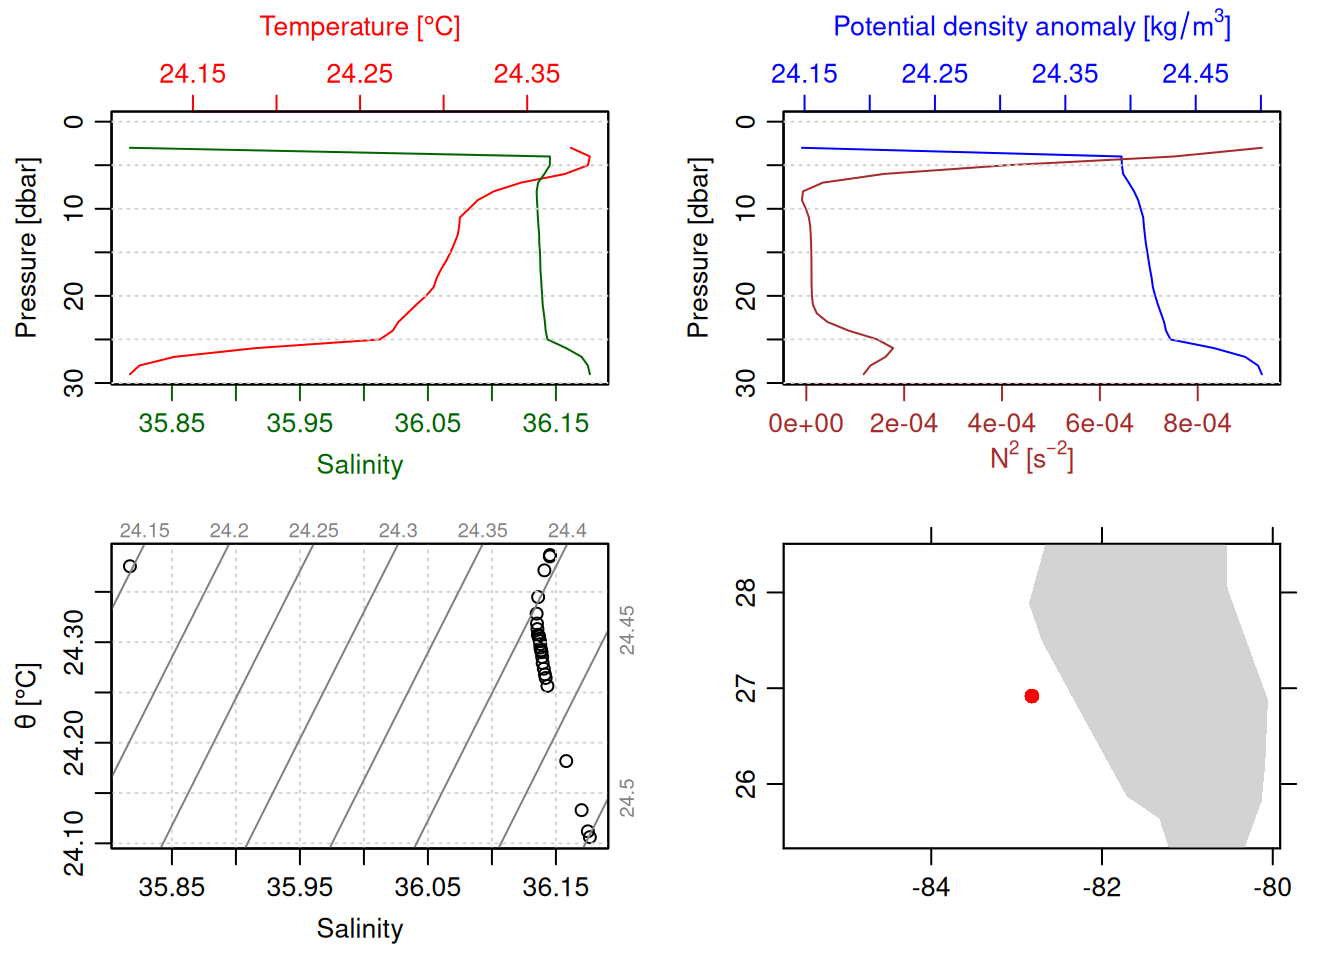 Temperature [°C]
24.15 24.25 24.35
Pressure [dbar]
0 10 20 30
35.85 35.95 36.05 36.15
Salinity
Potential density anomaly [kg/m³]
24.15 24.25 24.35 24.45
Pressure [dbar]
0 10 20 30
0e+00 2e-04 4e-04 6e-04 8e-04
N² [s⁻²]
24.15 24.2 24.25 24.3 24.35 24.4
24.45
24.5
θ [°C]
24.30 24.20 24.10
35.85 35.95 36.05 36.15
Salinity
28 27 26
-84 -82 -80